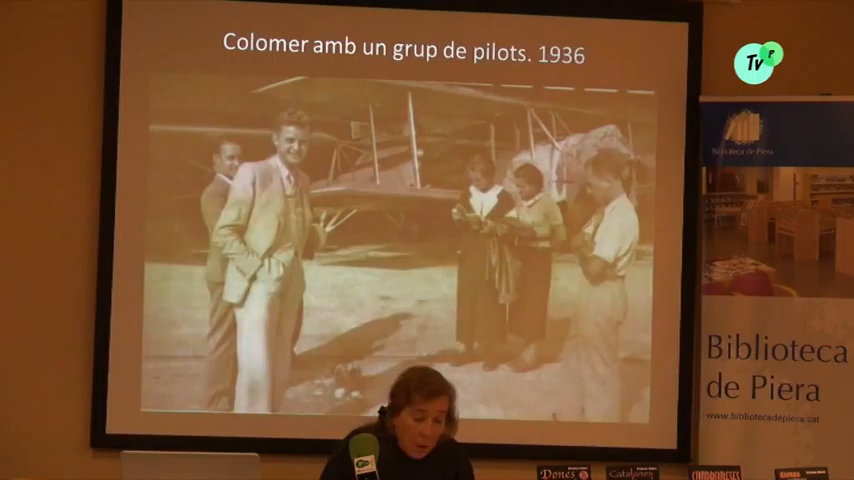 Colomer amb un grup de pilots. 1936
Tv P
Biblioteca de Piera
Biblioteca
de Piera
www.bibliotecadepiera.cat
Dones
Catalanes
COMPROMESES